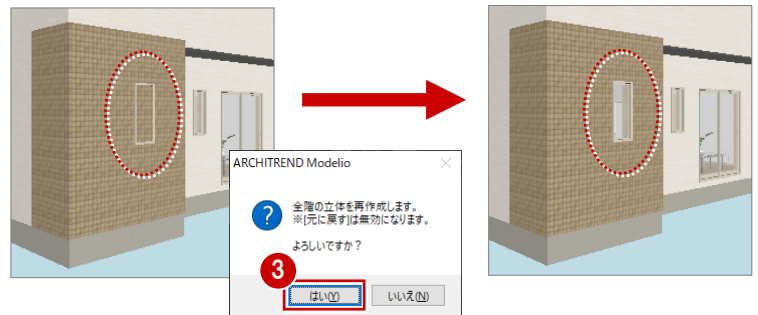 ARCHITREND Modelio
全階の立体を再作成します。
※[元に戻す]は無効になります。
よろしいですか？
3
はい(Y)
いいえ(N)